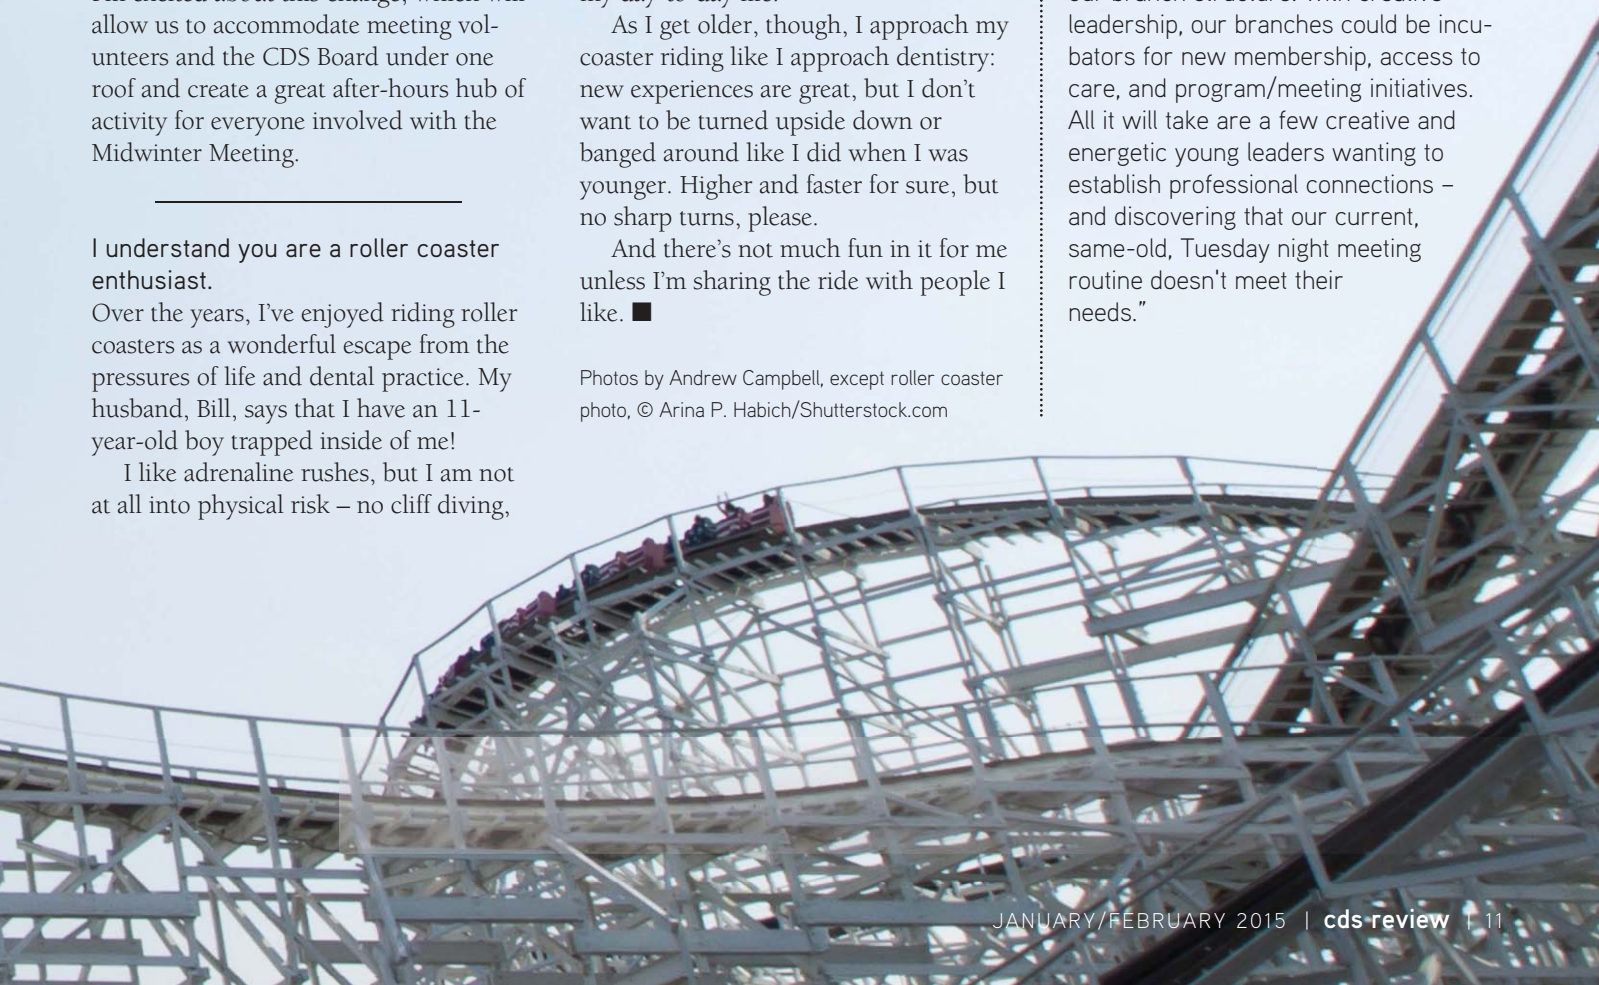 allow us to accommodate meeting vol-
unteers and the CDS Board under one
roof and create a great after-hours hub of
activity for everyone involved with the
Midwinter Meeting.
I understand you are a roller coaster
enthusiast.
Over the years, I've enjoyed riding roller
coasters as a wonderful escape from the
pressures of life and dental practice. My
husband, Bill, says that I have an 11-
year-old boy trapped inside of me!
I like adrenaline rushes, but I am not
at all into physical risk – no cliff diving,
As I get older, though, I approach my
coaster riding like I approach dentistry:
new experiences are great, but I don't
want to be turned upside down or
banged around like I did when I was
younger. Higher and faster for sure, but
no sharp turns, please.
And there's not much fun in it for me
unless I'm sharing the ride with people I
like. ■
Photos by Andrew Campbell, except roller coaster
photo, © Arina P. Habich/Shutterstock.com
leadership, our branches could be incu-
bators for new membership, access to
care, and program/meeting initiatives.
All it will take are a few creative and
energetic young leaders wanting to
establish professional connections –
and discovering that our current,
same-old, Tuesday night meeting
routine doesn't meet their
needs.”
JANUARY/FEBRUARY 2015 | cds review | 11